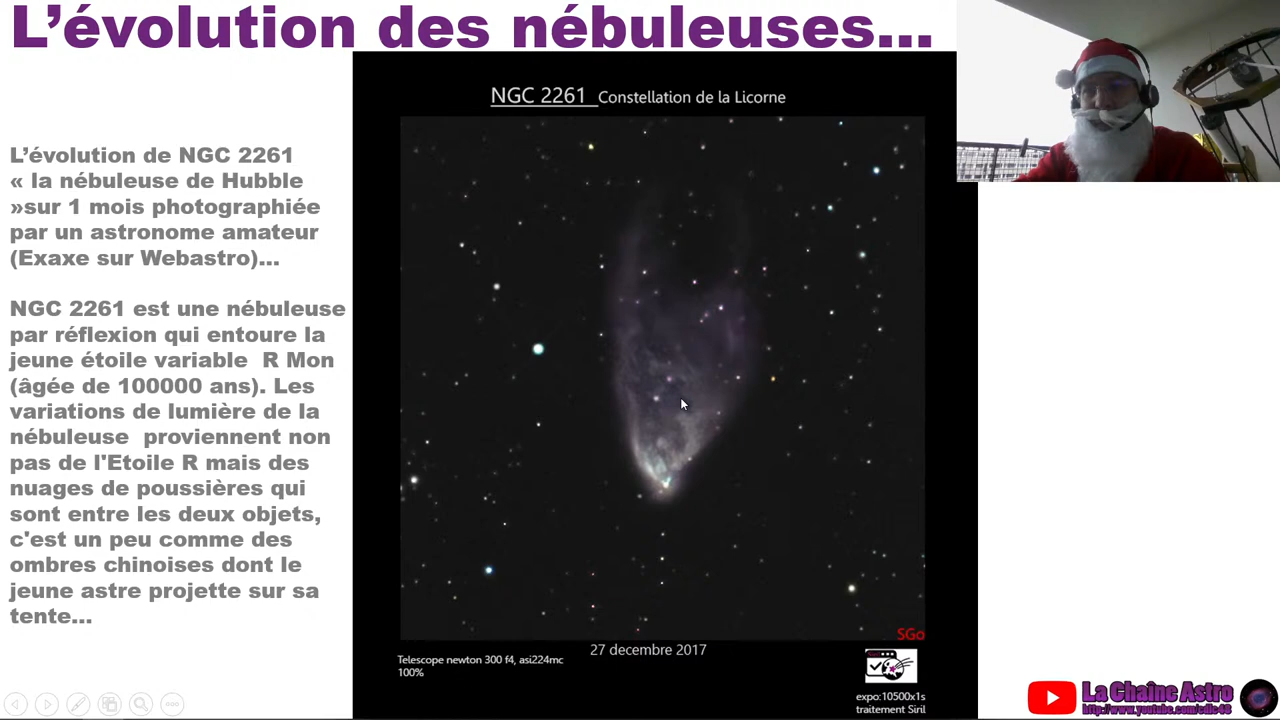 L'évolution des nébuleuses...
NGC 2261 Constellation de la Licorne
L'évolution de NGC 2261
« la nébuleuse de Hubble
»sur 1 mois photographiée
par un astronome amateur
(Exaxe sur Webastro)...
NGC 2261 est une nébuleuse
par réflexion qui entoure la
jeune étoile variable R Mon
(âgée de 100000 ans). Les
variations de lumière de la
nébuleuse proviennent non
pas de l'Etoile R mais des
nuages de poussières qui
sont entre les deux objets,
c'est un peu comme des
ombres chinoises dont le
jeune astre projette sur sa
tente...
SGo
27 decembre 2017
Telescope newton 300 f4, asi224mc
100%
expo:10500x1s
traitement Siril
La Chaîne Astro
http://www.youtube.com/cdic48